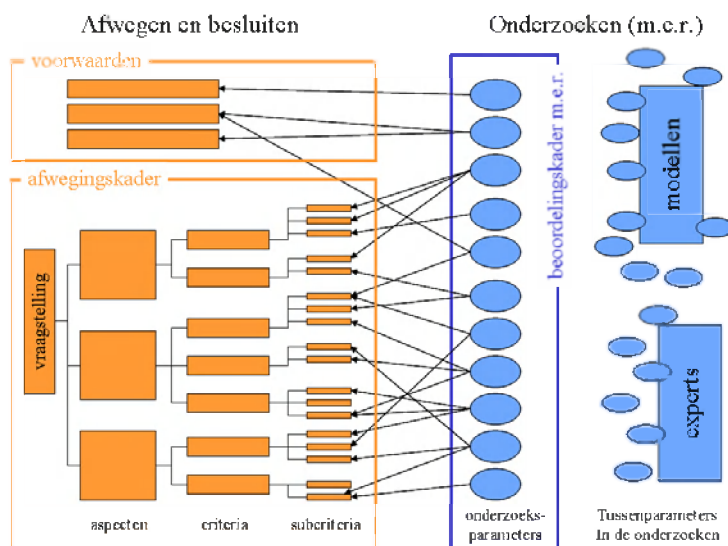 Afwegen en besluiten
Onderzoeken (m.e.r.)
voorwaarden
afwegingskader
vraagstelling
beoordelingskader m.e.r.
modellen
experts
aspecten
criteria
subcriteria
onderzoeks-
parameters
Tussenparameters
In de onderzoeken